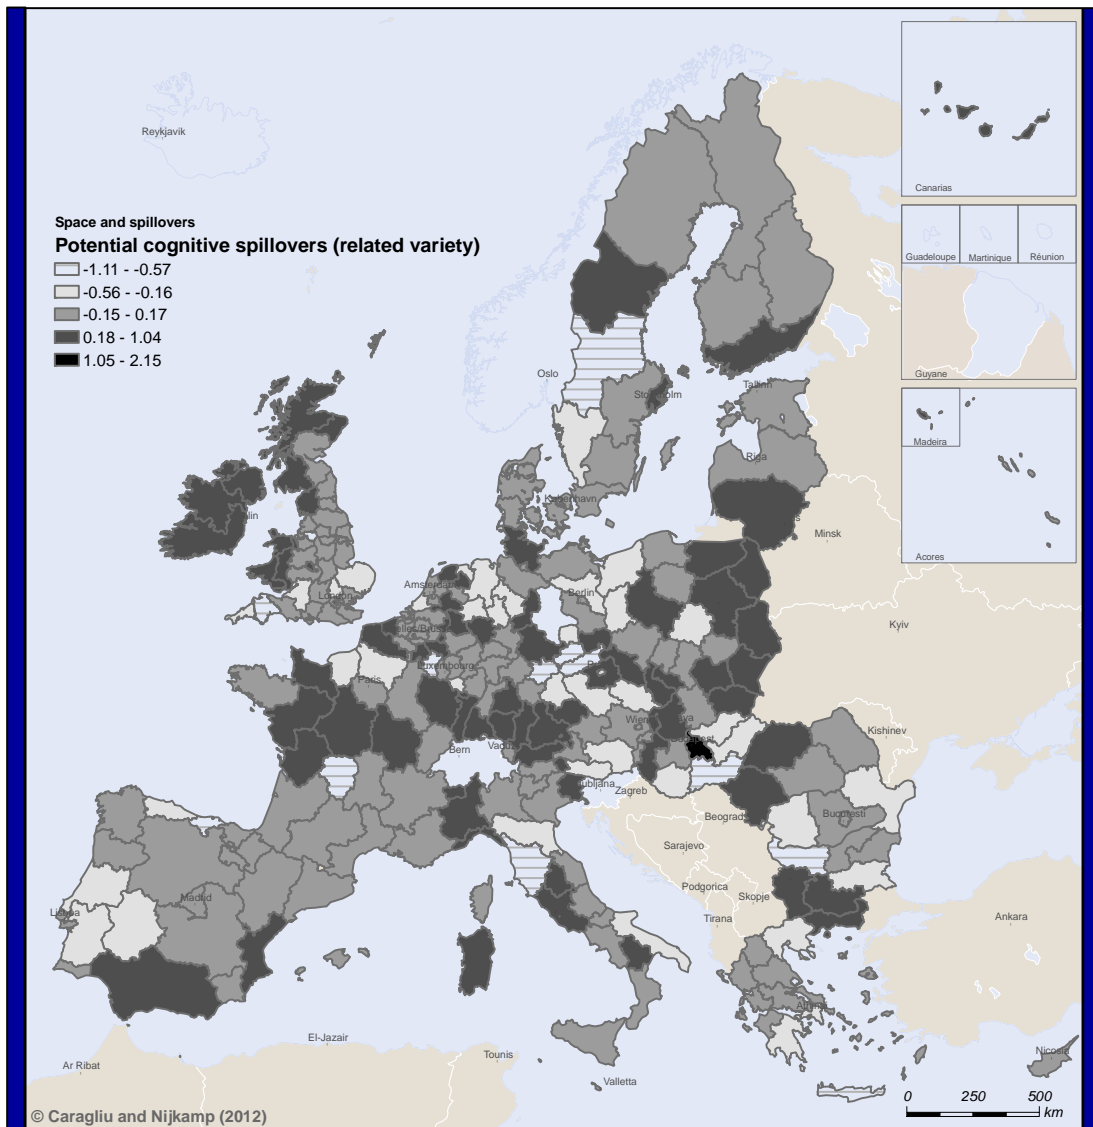 Reykjavík
Canarias
Space and spillovers
Potential cognitive spillovers (related variety)
-1.11 - -0.57
-0.56 - -0.16
-0.15 - 0.17
0.18 - 1.04
1.05 - 2.15
Guadeloupe
Martinique
Réunion
Guyane
Oslo
Stockholm
Tallinn
Riga
Madeira
Acores
København
Minsk
Amsterdam
London
Berlin
Kyiv
Luxembourg
Paris
Wien
Kishinev
Bern
Ljubljana
Zagreb
Beograd
Bucuresti
Sarajevo
Podgorica
Skopje
Tirana
Madrid
Lisboa
Ankara
El-Jazair
Tounis
Ar Ribat
Valletta
Nicosia
0 250 500
km
© Caragliu and Nijkamp (2012)